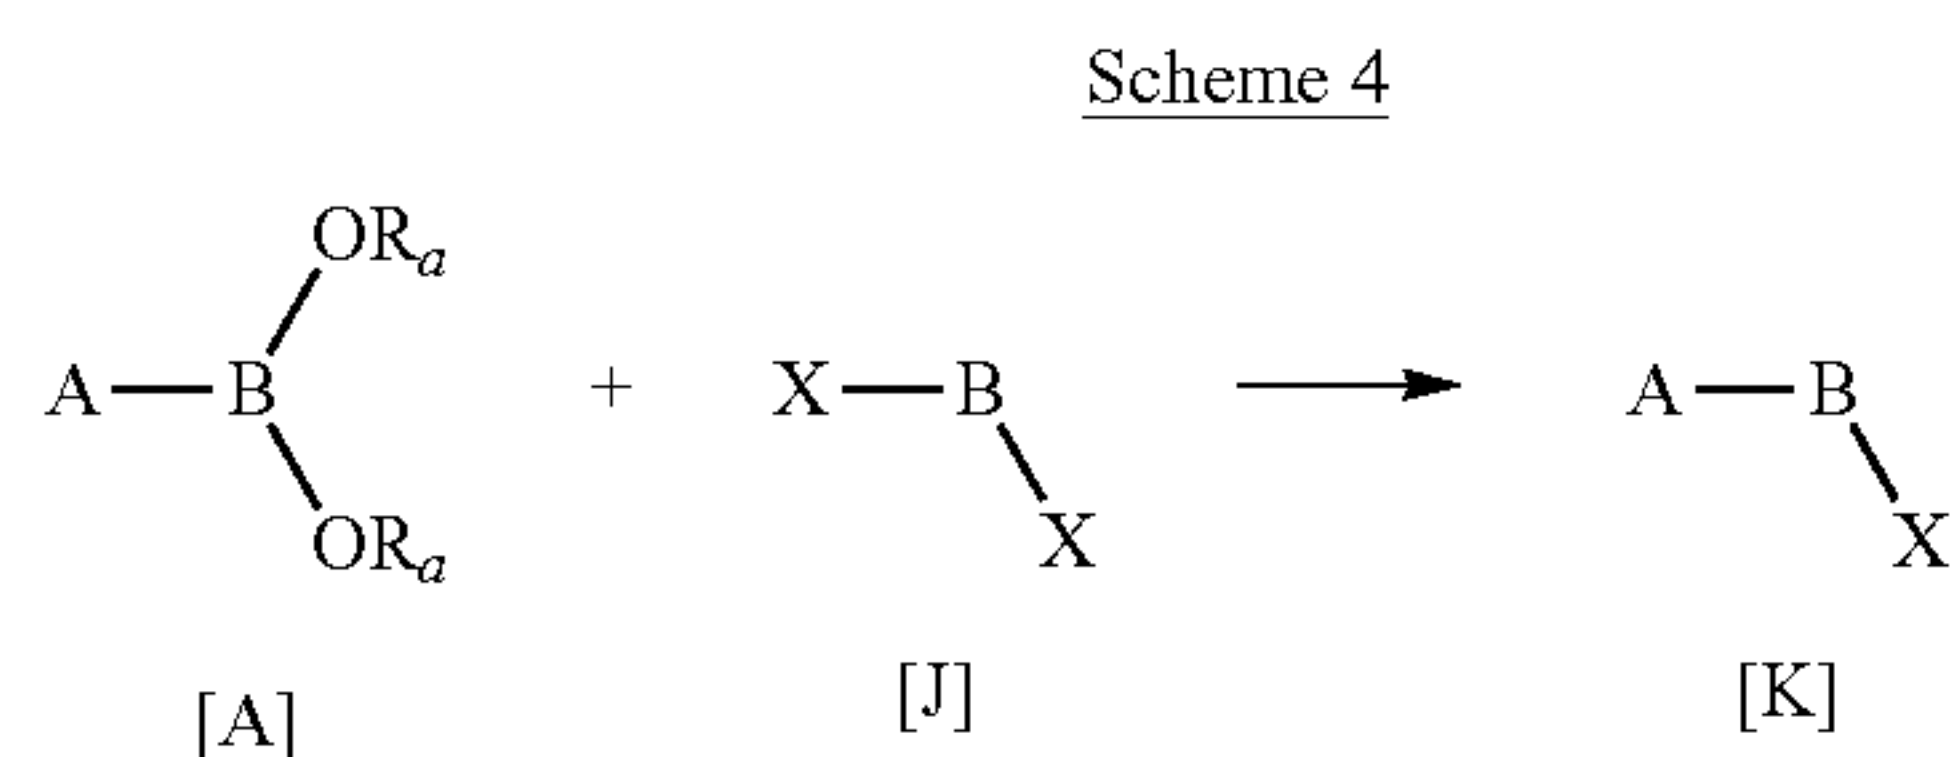 Scheme 4
ORa
A — B + X — B → A — B
ORa X X
[A] [J] [K]